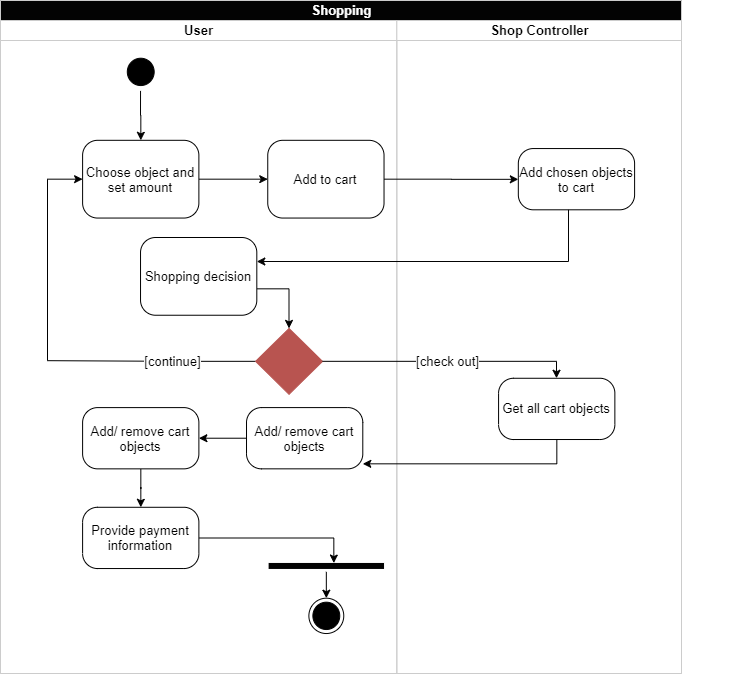 Shopping
User
Shop Controller
Choose object and
set amount
Add to cart
Add chosen objects
to cart
Shopping decision
[continue]
[check out]
Get all cart objects
Add/ remove cart
objects
Add/ remove cart
objects
Provide payment
information